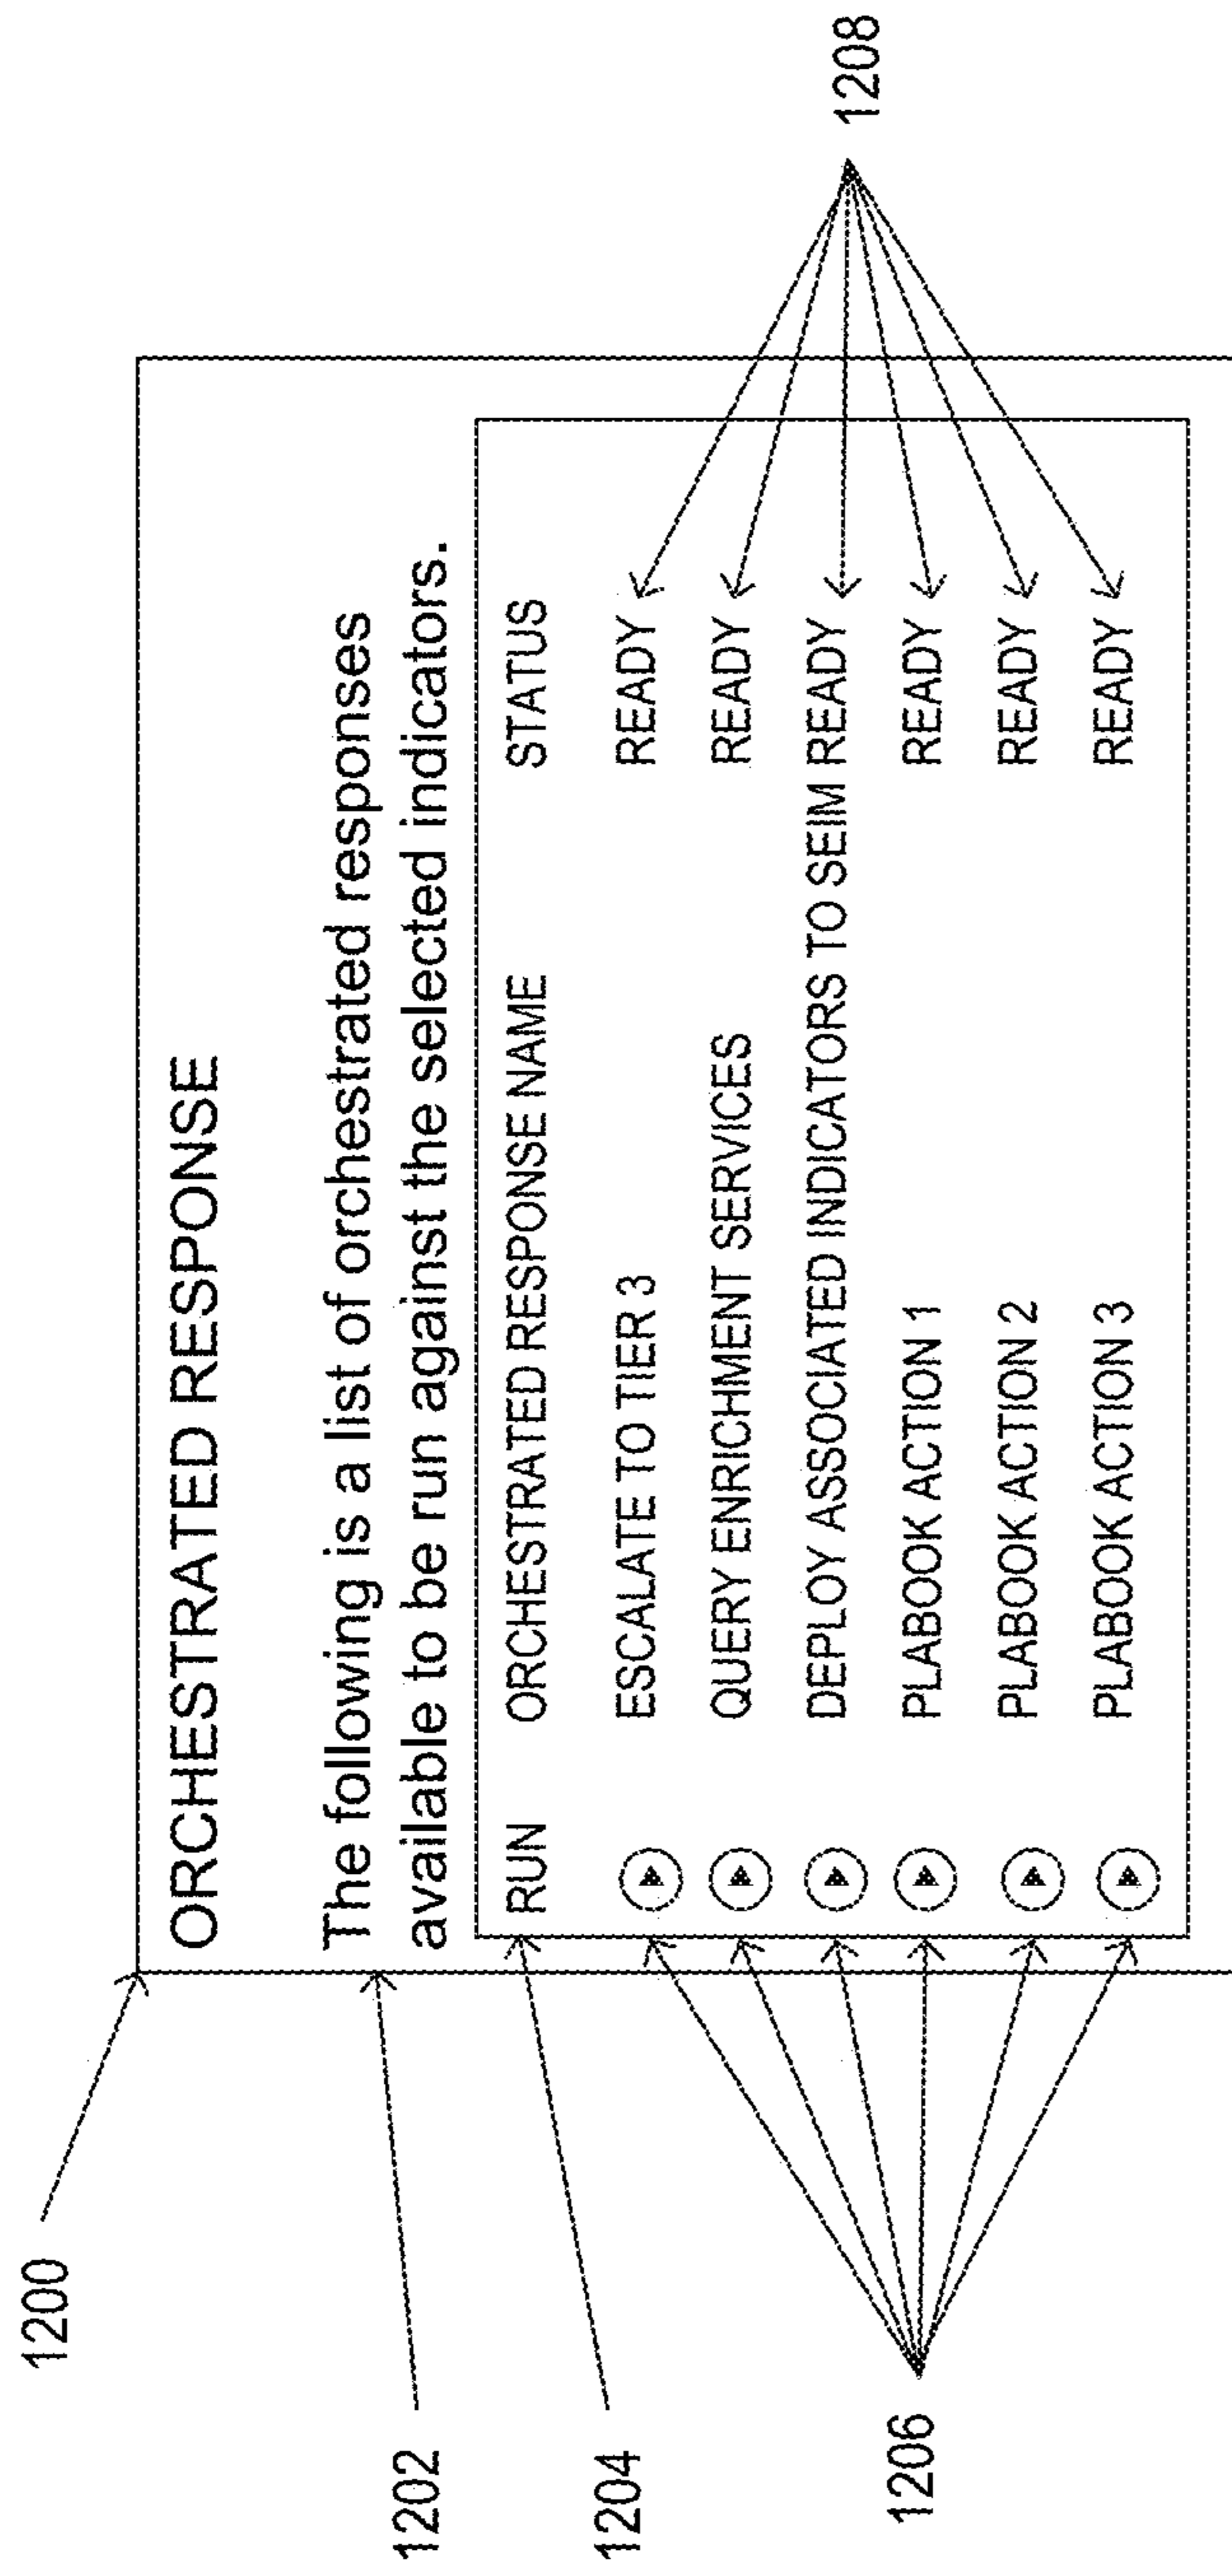 1200
ORCHESTRATED RESPONSE
1202
The following is a list of orchestrated responses
available to be run against the selected indicators.
1204
RUN ORCHESTRATED RESPONSE NAME STATUS
ESCALATE TO TIER 3 READY
QUERY ENRICHMENT SERVICES READY
DEPLOY ASSOCIATED INDICATORS TO SEIM READY
PLABOOK ACTION 1 READY
PLABOOK ACTION 2 READY
PLABOOK ACTION 3 READY
1206
1208